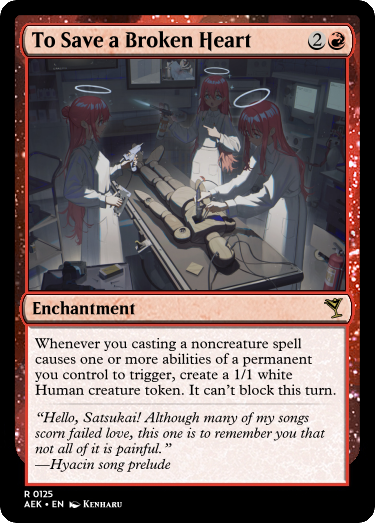 To Save a Broken Heart 2
Enchantment
Whenever you casting a noncreature spell
causes one or more abilities of a permanent
you control to trigger, create a 1/1 white
Human creature token. It can't block this turn.
“Hello, Satsukai! Although many of my songs
scorn failed love, this one is to remember you that
not all of it is painful.”
—Hyacin song prelude
R 0125
AEK • EN Kenharu